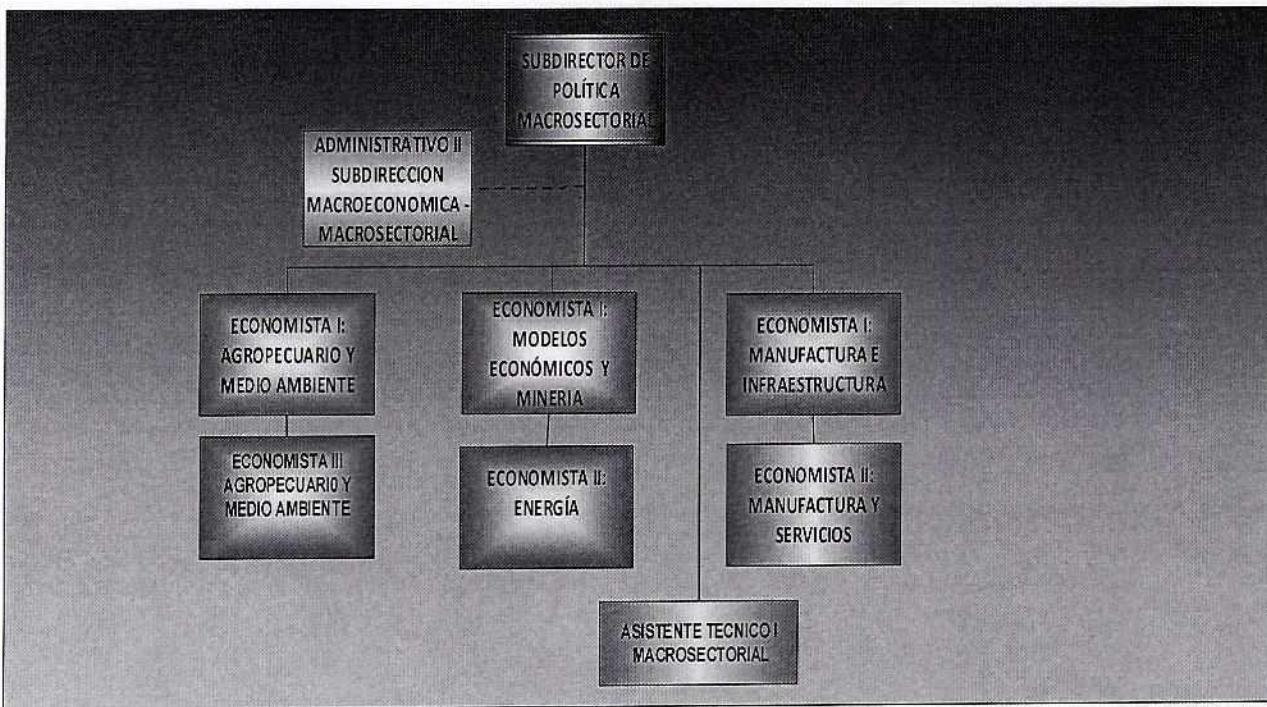 SUBDIRECTOR DE
POLÍTICA
MACROSECTORIAL
ADMINISTRATIVO II
SUBDIRECCION
MACROECONOMICA -
MACROSECTORIAL
ECONOMISTA I:
AGROPECUARIO Y
MEDIO AMBIENTE
ECONOMISTA I:
MODELOS
ECONÓMICOS Y
MINERIA
ECONOMISTA I:
MANUFACTURA E
INFRAESTRUCTURA
ECONOMISTA III
AGROPECUARIO Y
MEDIO AMBIENTE
ECONOMISTA II:
ENERGÍA
ECONOMISTA II:
MANUFACTURA Y
SERVICIOS
ASISTENTE TECNICO I
MACROSECTORIAL